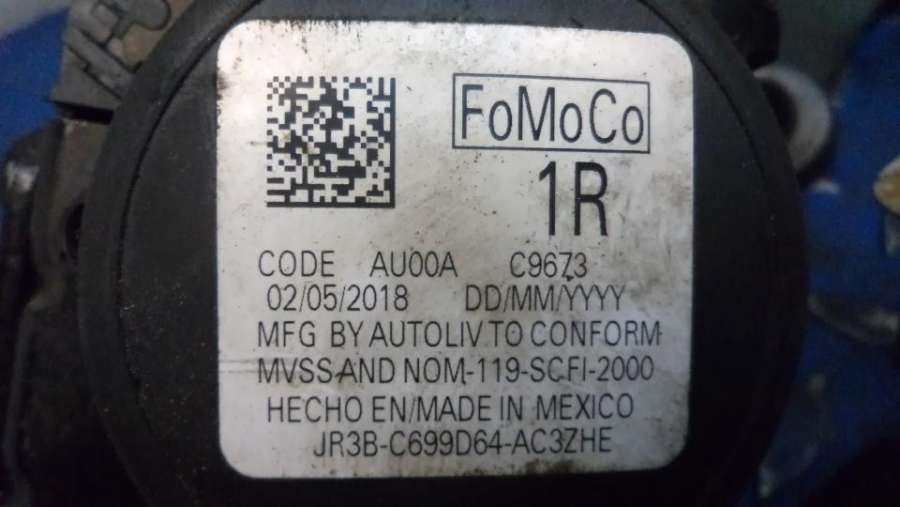 FoMoCo
1R
CODE AU00A C9673
02/05/2018 DD/MM/YYYY
MFG BY AUTOLIV TO CONFORM
MVSS AND NOM-119-SCFI-2000
HECHO EN/MADE IN MEXICO
JR3B-C699D64-AC3ZHE